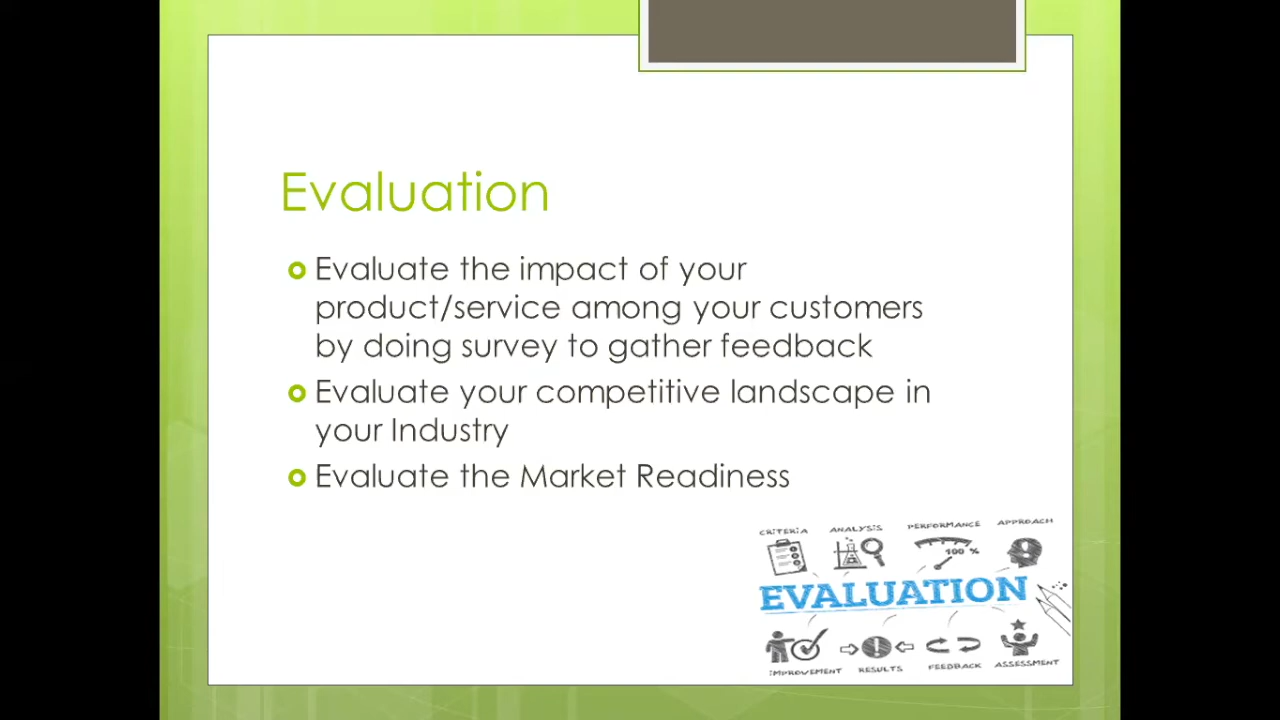 Evaluation
Evaluate the impact of your
product/service among your customers
by doing survey to gather feedback
Evaluate your competitive landscape in
your Industry
Evaluate the Market Readiness
CRITERIA ANALYSIS PERFORMANCE APPROACH
100 %
EVALUATION
IMPROVEMENT RESULTS FEEDBACK ASSESSMENT